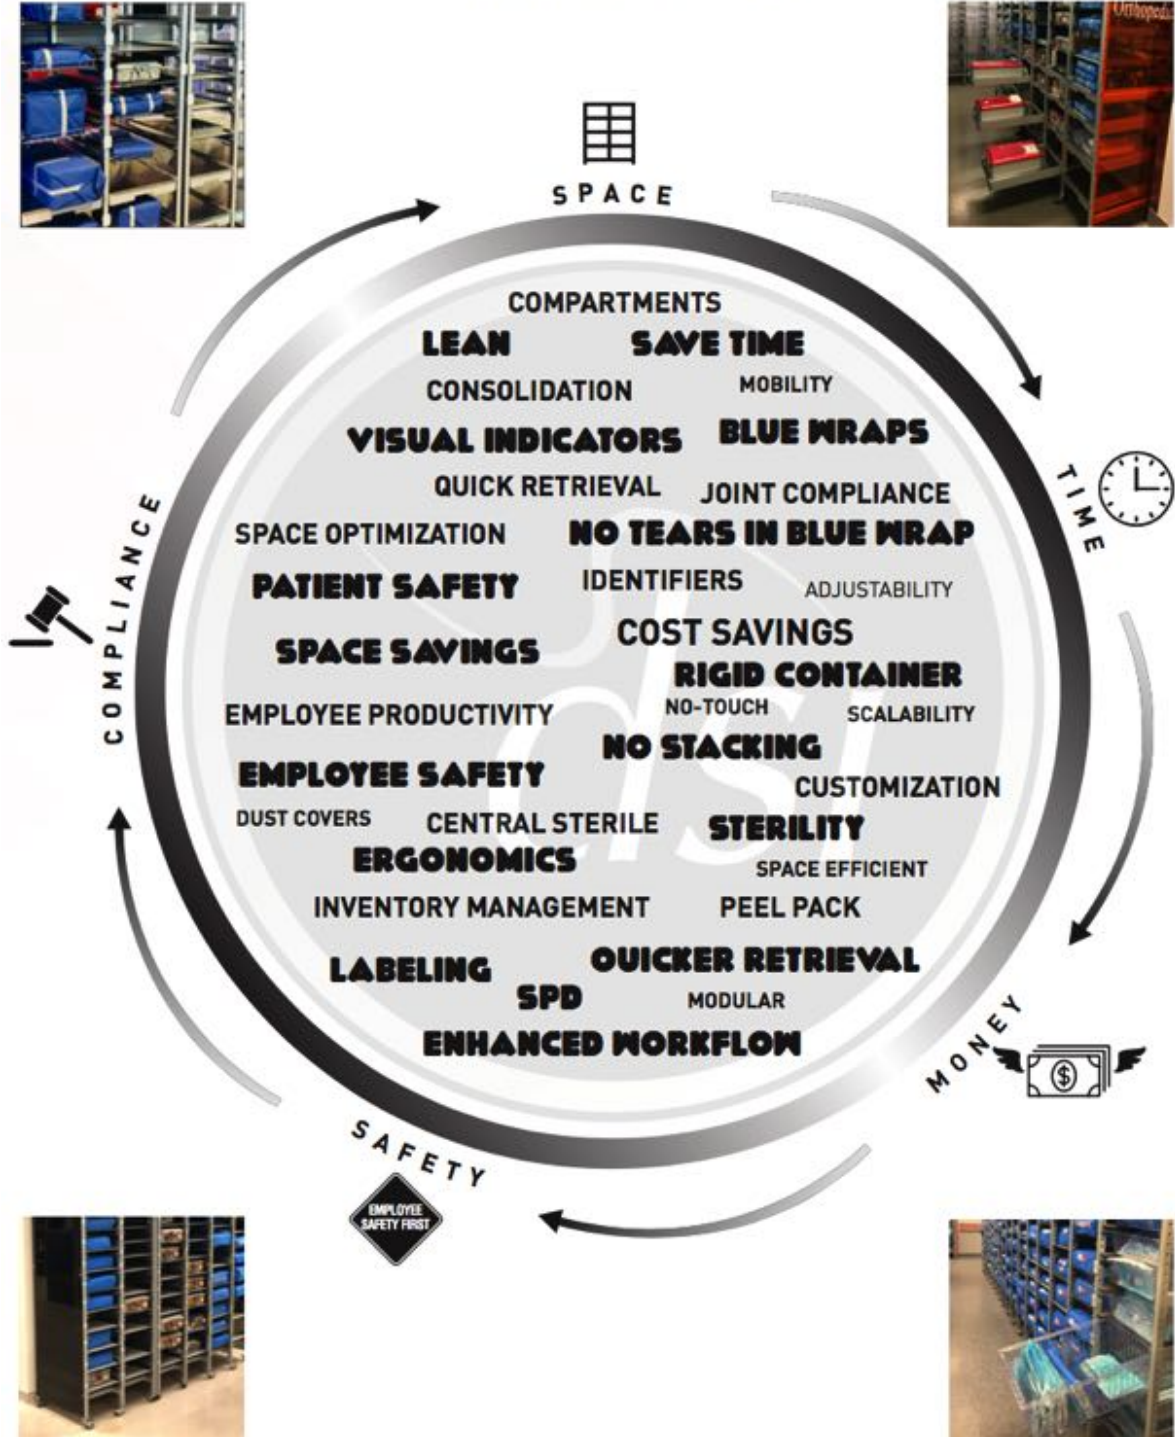 Orthoped
SPACE
COMPARTMENTS
LEAN SAVE TIME
CONSOLIDATION MOBILITY
VISUAL INDICATORS BLUE WRAPS
QUICK RETRIEVAL JOINT COMPLIANCE
SPACE OPTIMIZATION NO TEARS IN BLUE WRAP
PATIENT SAFETY IDENTIFIERS ADJUSTABILITY
SPACE SAVINGS COST SAVINGS
RIGID CONTAINER
EMPLOYEE PRODUCTIVITY NO-TOUCH SCALABILITY
NO STACKING
EMPLOYEE SAFETY CUSTOMIZATION
DUST COVERS CENTRAL STERILE STERILITY
ERGONOMICS SPACE EFFICIENT
INVENTORY MANAGEMENT PEEL PACK
LABELING QUICKER RETRIEVAL
SPD MODULAR
ENHANCED WORKFLOW
dsi
TIME
MONEY
$
SAFETY
EMPLOYEE
SAFETY FIRST
COMPLIANCE